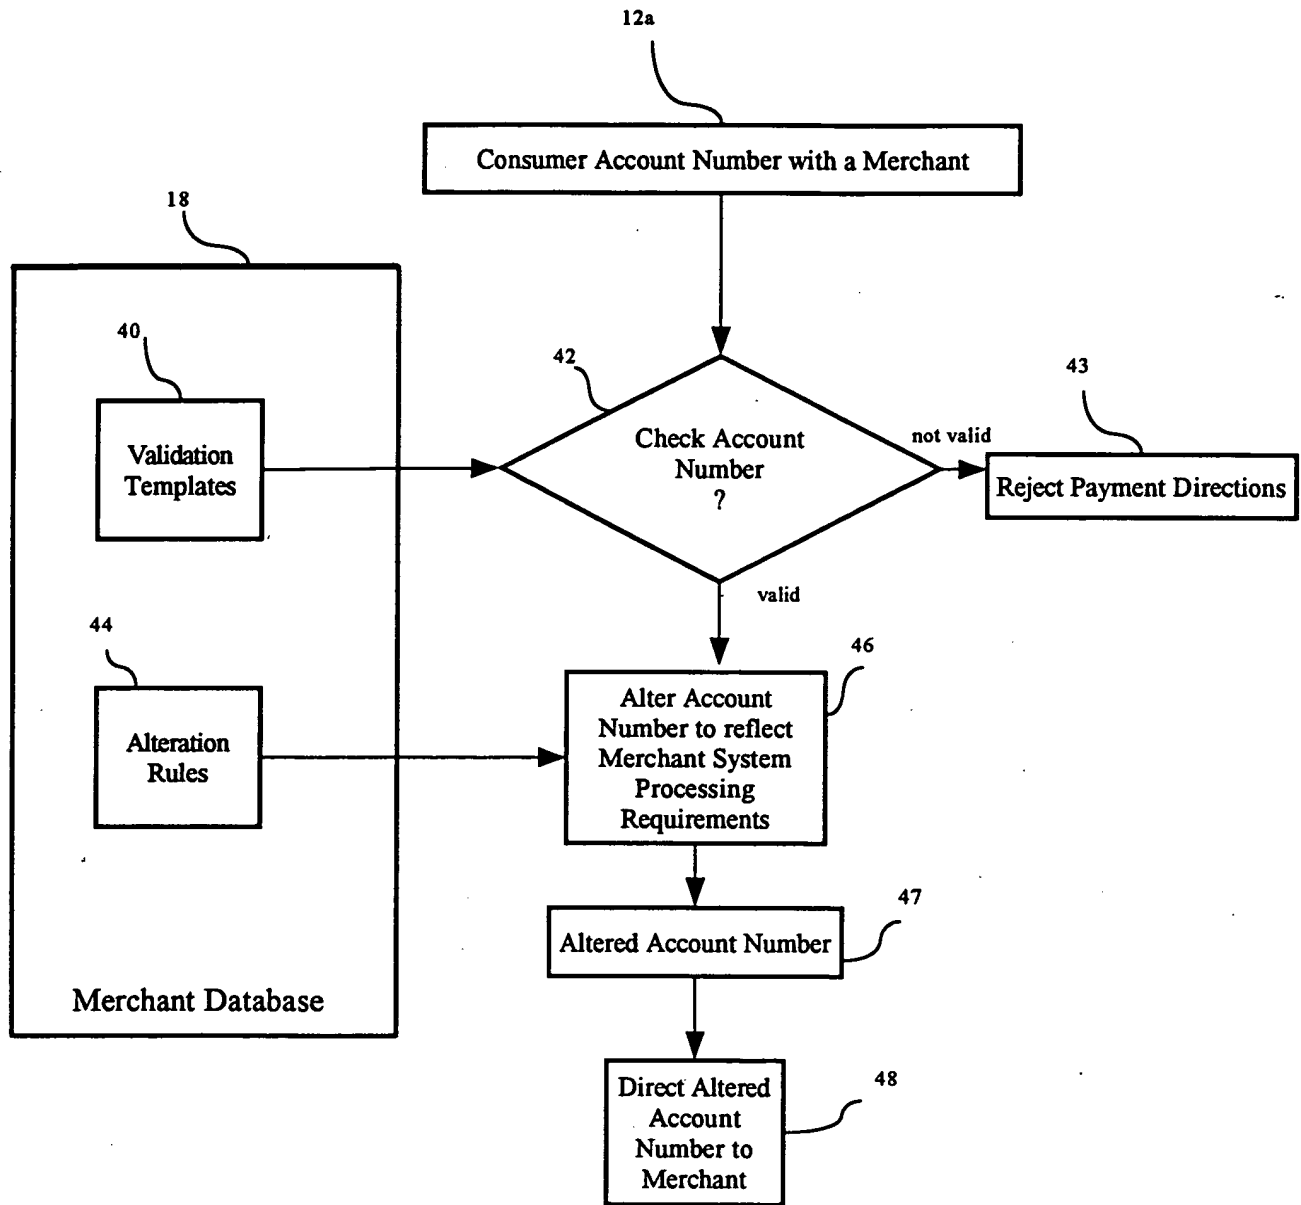 12a
Consumer Account Number with a Merchant
18
40
Validation
Templates
42
Check Account
Number
?
not valid
43
Reject Payment Directions
valid
44
Alteration
Rules
46
Alter Account
Number to reflect
Merchant System
Processing
Requirements
47
Altered Account Number
Merchant Database
48
Direct Altered
Account
Number to
Merchant